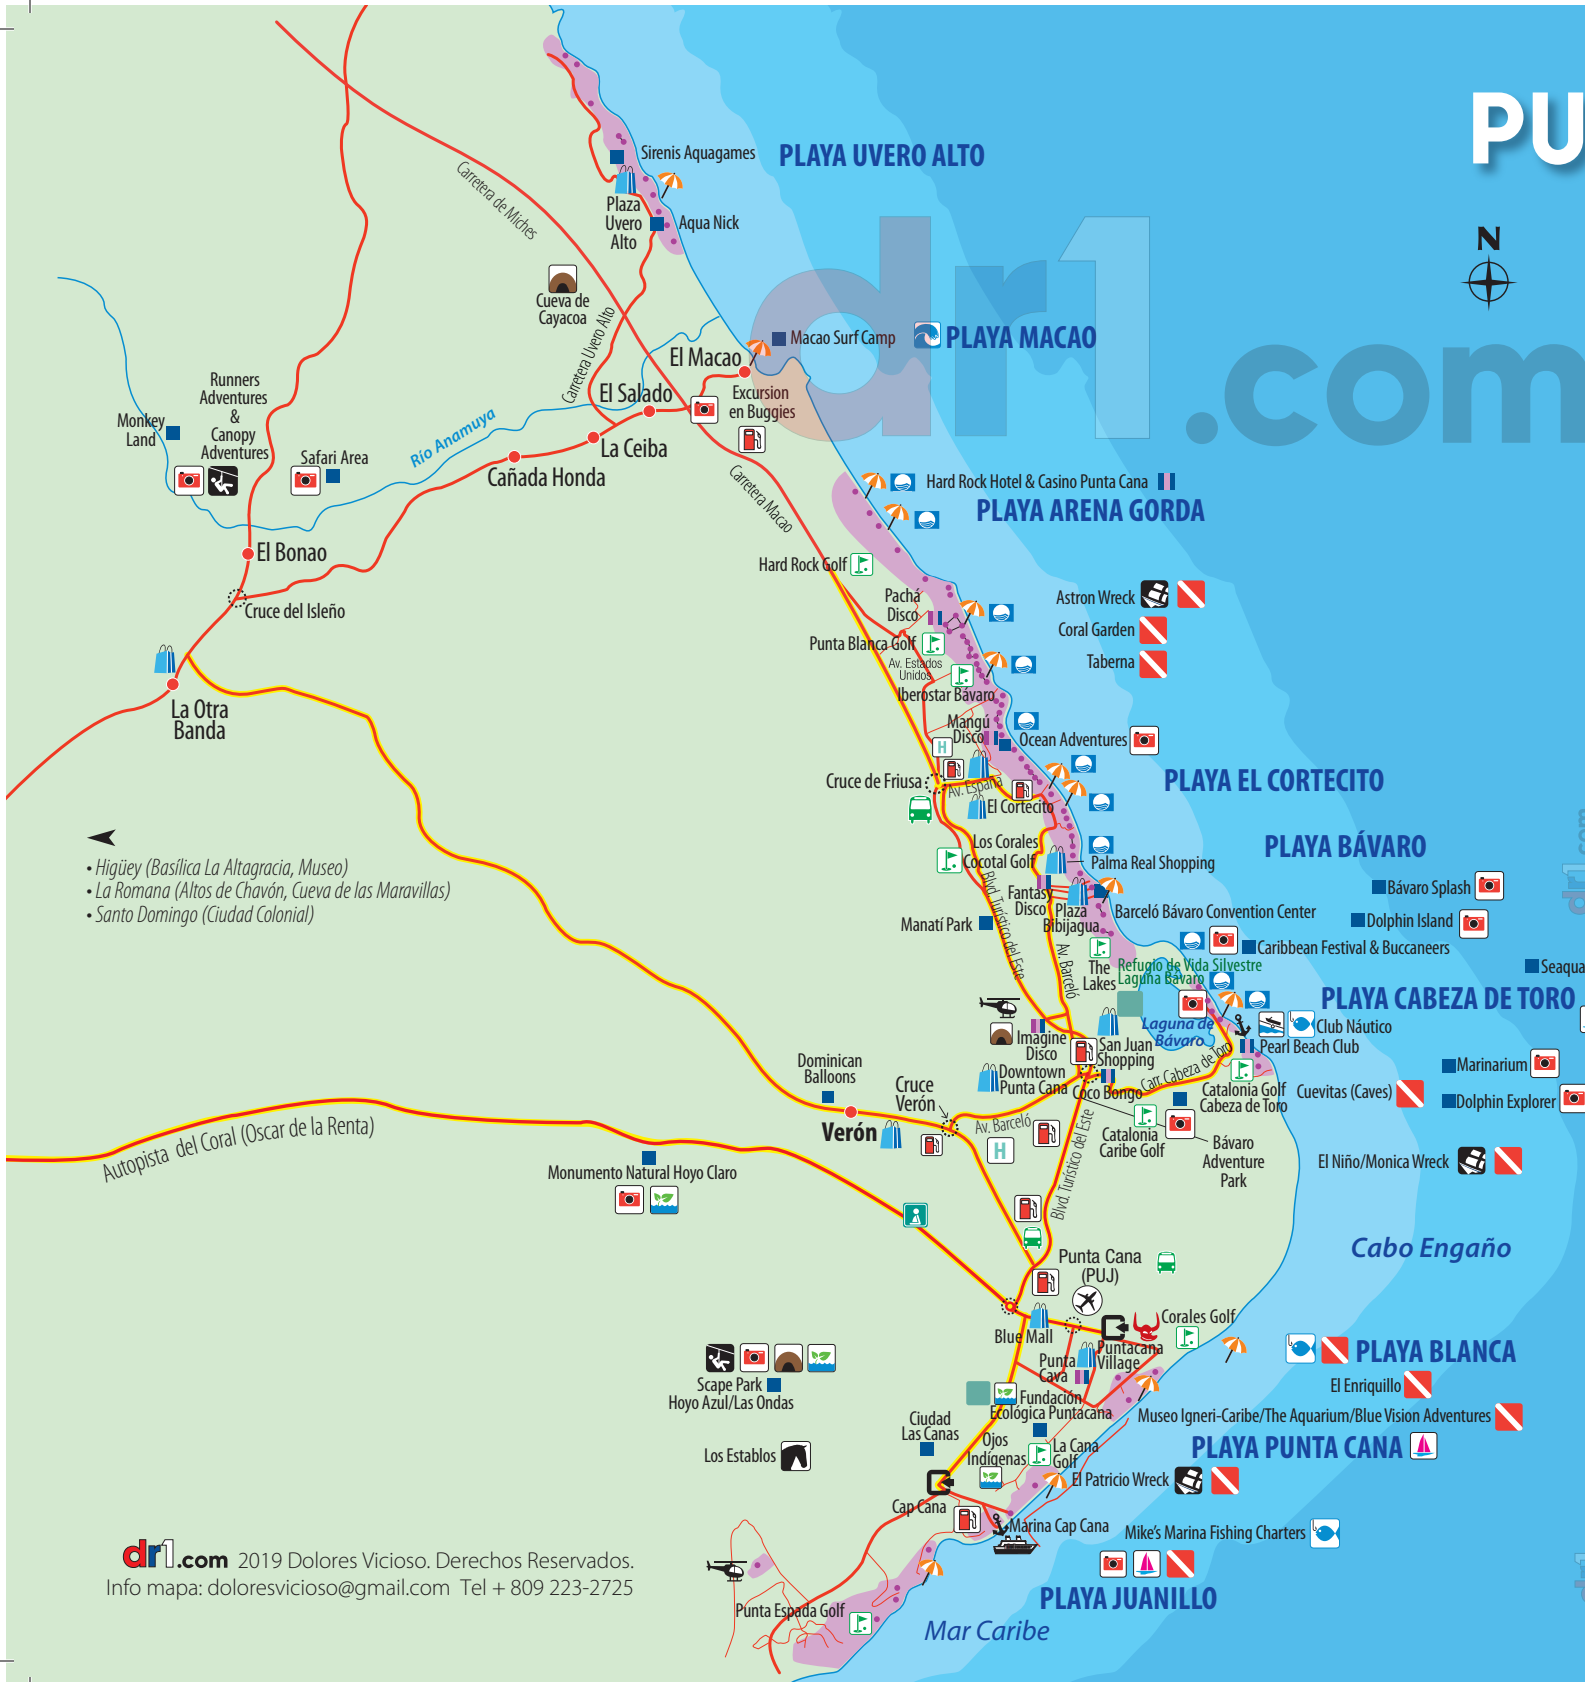 PU
N
Sirenis Aquagames
PLAYA UVERO ALTO
Carretera de Miches
Plaza
Uvero
Alto
Aqua Nick
dr1
.com
Cueva de
Cayacoa
Carretera Uvero Alto
Macao Surf Camp
PLAYA MACAO
El Macao
El Salado
Excursion
en Buggies
Runners
Adventures
&
Canopy
Adventures
Monkey
Land
Safari Area
Río Anamuya
La Ceiba
Cañada Honda
Carretera Macao
Hard Rock Hotel & Casino Punta Cana
PLAYA ARENA GORDA
El Bonao
Cruce del Isleño
Hard Rock Golf
Pachá
Disco
Astron Wreck
Coral Garden
Taberna
Punta Blanca Golf
Av. Estados
Unidos
Iberostar Bávaro
La Otra
Banda
Mangú
Disco
H
Ocean Adventures
Cruce de Friusa
Av. España
El Cortecito
PLAYA EL CORTECITO
Los Corales
Cocotal Golf
Palma Real Shopping
PLAYA BÁVARO
• Higüey (Basílica La Altagracia, Museo)
• La Romana (Altos de Chavón, Cueva de las Maravillas)
• Santo Domingo (Ciudad Colonial)
Blvd. Turístico del Este
Fantasy
Disco
Plaza
Bibijagua
Bávaro Splash
dr1.com
Manatí Park
Barceló Bávaro Convention Center
Dolphin Island
Caribbean Festival & Buccaneers
Av. Barceló
The
Lakes
Refugio de Vida Silvestre
Laguna Bávaro
Seaqua
PLAYA CABEZA DE TORO
Laguna de
Bávaro
Club Náutico
Imagine
Disco
San Juan
Shopping
Pearl Beach Club
Carr. Cabeza de Toro
Marinarium
Dominican
Balloons
Cruce
Verón
Downtown
Punta Cana
Coco Bongo
Catalonia Golf
Cabeza de Toro
Cuevitas (Caves)
Dolphin Explorer
Verón
Av. Barceló
H
Catalonia
Caribe Golf
Bávaro
Adventure
Park
Blvd. Turístico del Este
El Niño/Monica Wreck
Autopista del Coral (Oscar de la Renta)
Monumento Natural Hoyo Claro
Cabo Engaño
Punta Cana
(PUJ)
Corales Golf
Blue Mall
Puntacana
Village
Punta
Cava
PLAYA BLANCA
El Enriquillo
Scape Park
Hoyo Azul/Las Ondas
Fundación
Ecológica Puntacana
Museo Igneri-Caribe/The Aquarium/Blue Vision Adventures
Ciudad
Las Canas
PLAYA PUNTA CANA
Ojos
Indígenas
La Cana
Golf
Los Establos
El Patricio Wreck
Cap Cana
Marina Cap Cana
Mike's Marina Fishing Charters
dr1.com 2019 Dolores Vicioso. Derechos Reservados.
Info mapa: doloresvicioso@gmail.com Tel + 809 223-2725
dr1
PLAYA JUANILLO
Punta Espada Golf
Mar Caribe